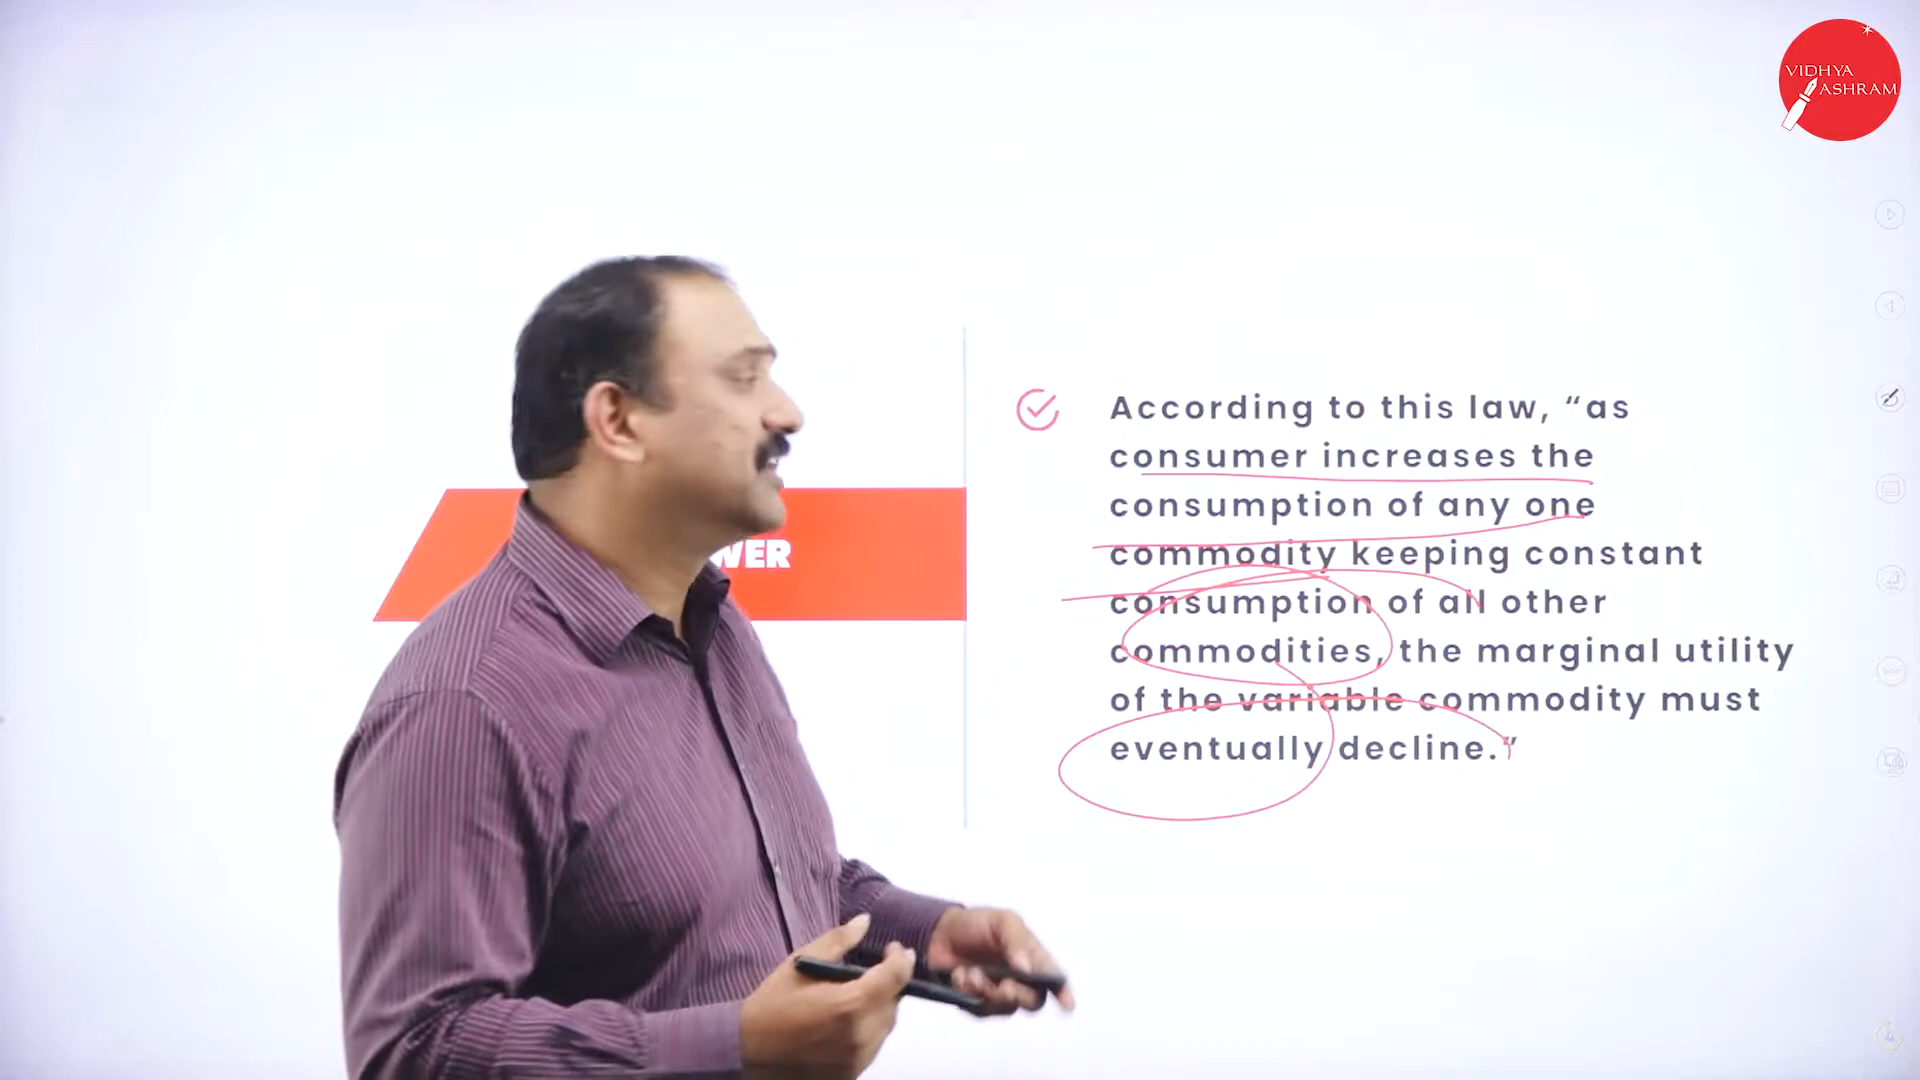 VIDHYA
ASHRAM
According to this law, “as
consumer increases the
consumption of any one
commodity keeping constant
consumption of all other
commodities, the marginal utility
of the variable commodity must
eventually decline.”